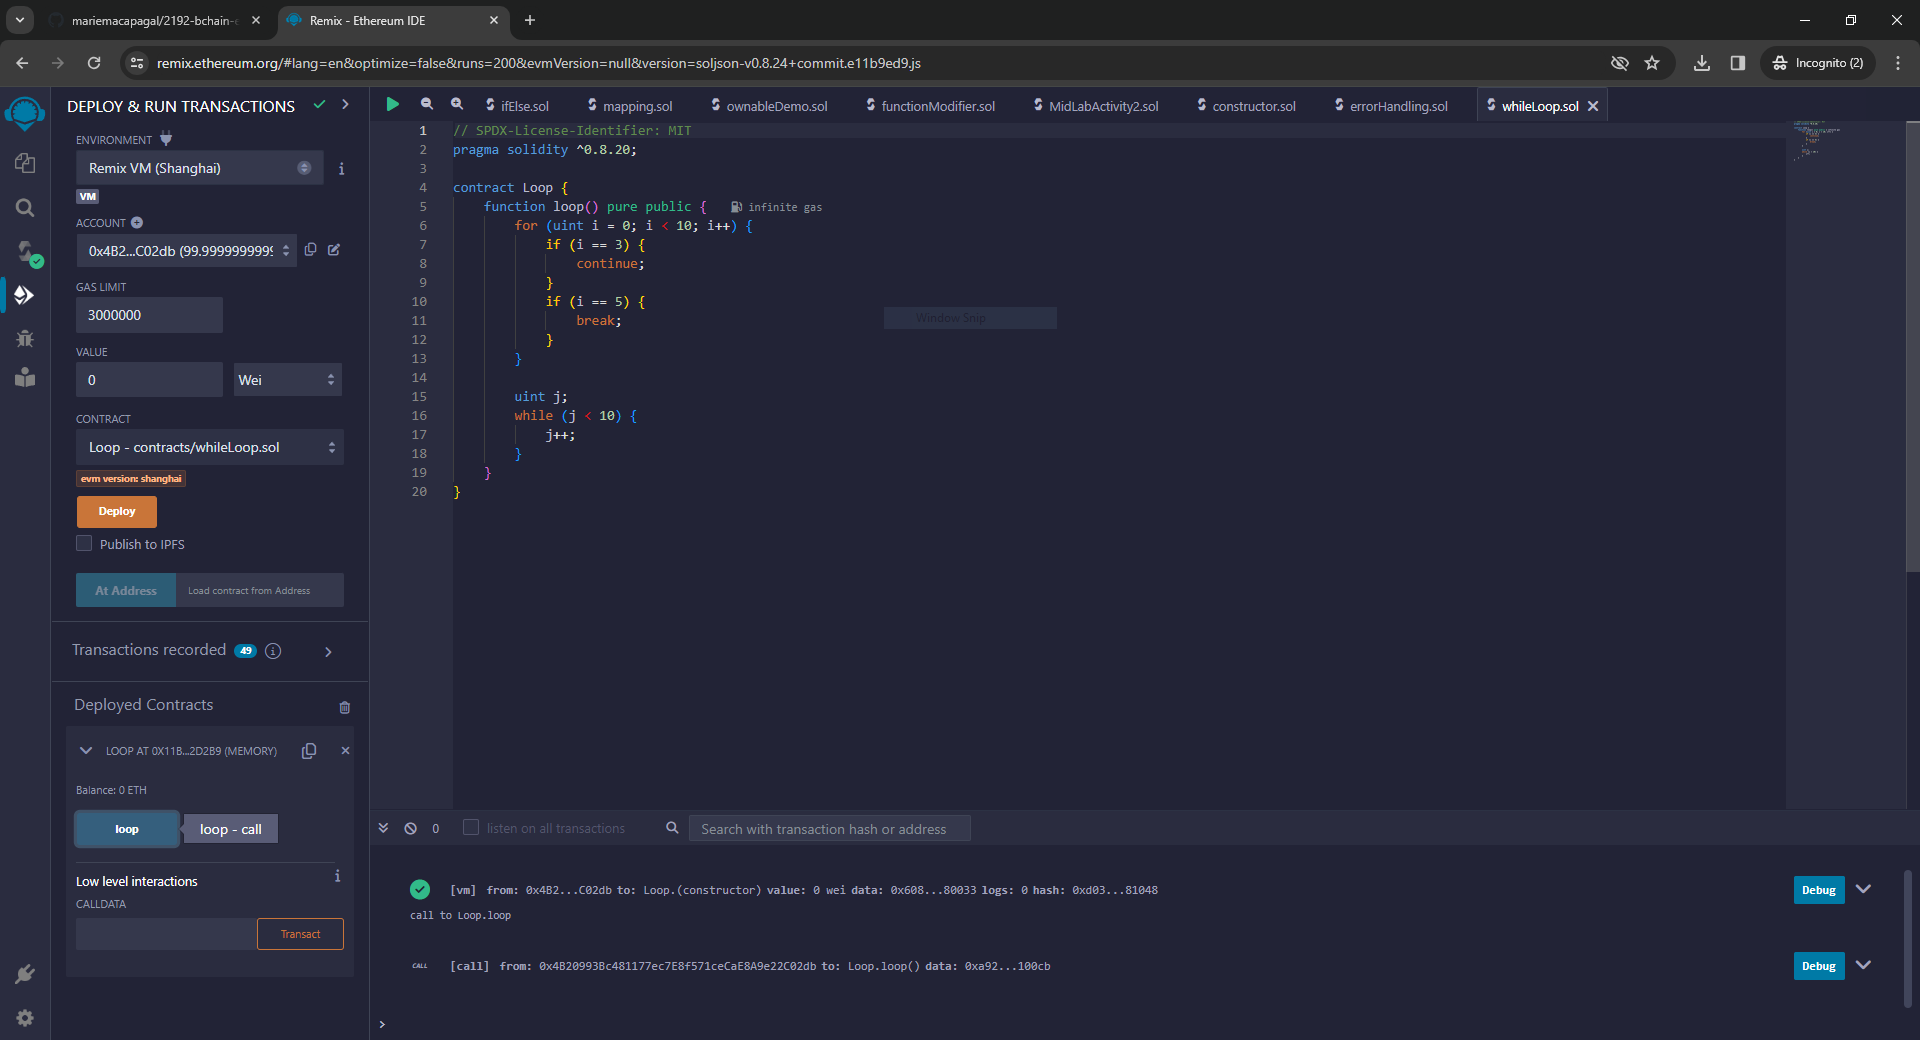 mariemacapagal/2192-bchain-e
Remix - Ethereum IDE
remix.ethereum.org/#lang=en&optimize=false&runs=200&evmVersion=null&version=soljson-v0.8.24+commit.e11b9ed9.js
Incognito (2)
DEPLOY & RUN TRANSACTIONS
ENVIRONMENT
Remix VM (Shanghai)
VM
ACCOUNT
0x4B2...C02db (99.9999999999
GAS LIMIT
3000000
VALUE
0
Wei
CONTRACT
Loop - contracts/whileLoop.sol
evm version: shanghai
Deploy
Publish to IPFS
At Address
Load contract from Address
Transactions recorded 49
Deployed Contracts
LOOP AT 0X11B...2D2B9 (MEMORY)
Balance: 0 ETH
loop
loop - call
Low level interactions
CALLDATA
Transact
ifElse.sol
mapping.sol
ownableDemo.sol
functionModifier.sol
MidLabActivity2.sol
constructor.sol
errorHandling.sol
whileLoop.sol
1 // SPDX-License-Identifier: MIT
2 pragma solidity ^0.8.20;
3
4 contract Loop {
5 function loop() pure public { infinite gas
6 for (uint i = 0; i < 10; i++) {
7 if (i == 3) {
8 continue;
9 }
10 if (i == 5) {
11 break;
12 }
13 }
14
15 uint j;
16 while (j < 10) {
17 j++;
18 }
19 }
20 }
Window Snip
0
listen on all transactions
Search with transaction hash or address
[vm] from: 0x4B2...C02db to: Loop.(constructor) value: 0 wei data: 0x608...80033 logs: 0 hash: 0xd03...81048
Debug
call to Loop.loop
CALL [call] from: 0x4B20993Bc481177ec7E8f571ceCaE8A9e22C02db to: Loop.loop() data: 0xa92...100cb
Debug
>